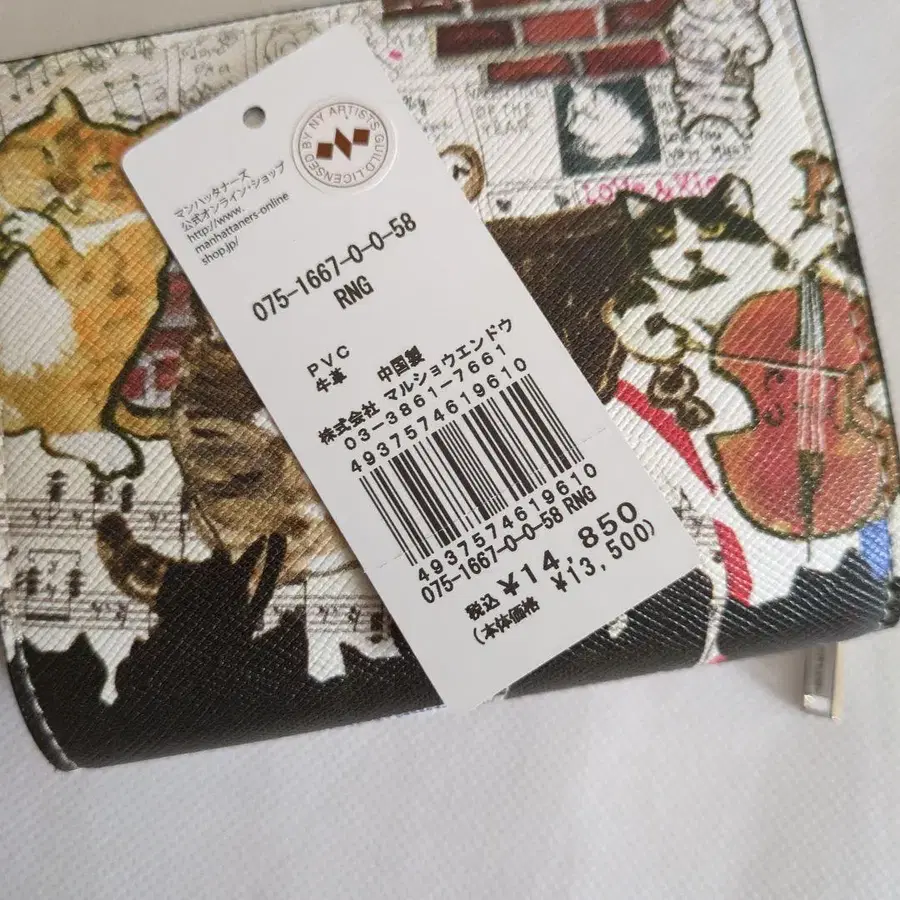 LICENSED BY NY ARTISTS GUILD
マンハッタナーズ
公式オンライン・ショップ
http://www.
manhattaners-online
shop.jp/
075-1667-0-0-58
RNG
PVC
牛革 中国製
株式会社 マルショウエンドウ
03-3861-7661
4937574619610
4937574619610
075-1667-0-0-58 RNG
税込 ¥14,850
(本体価格 ¥13,500)
OF THE
YEAR